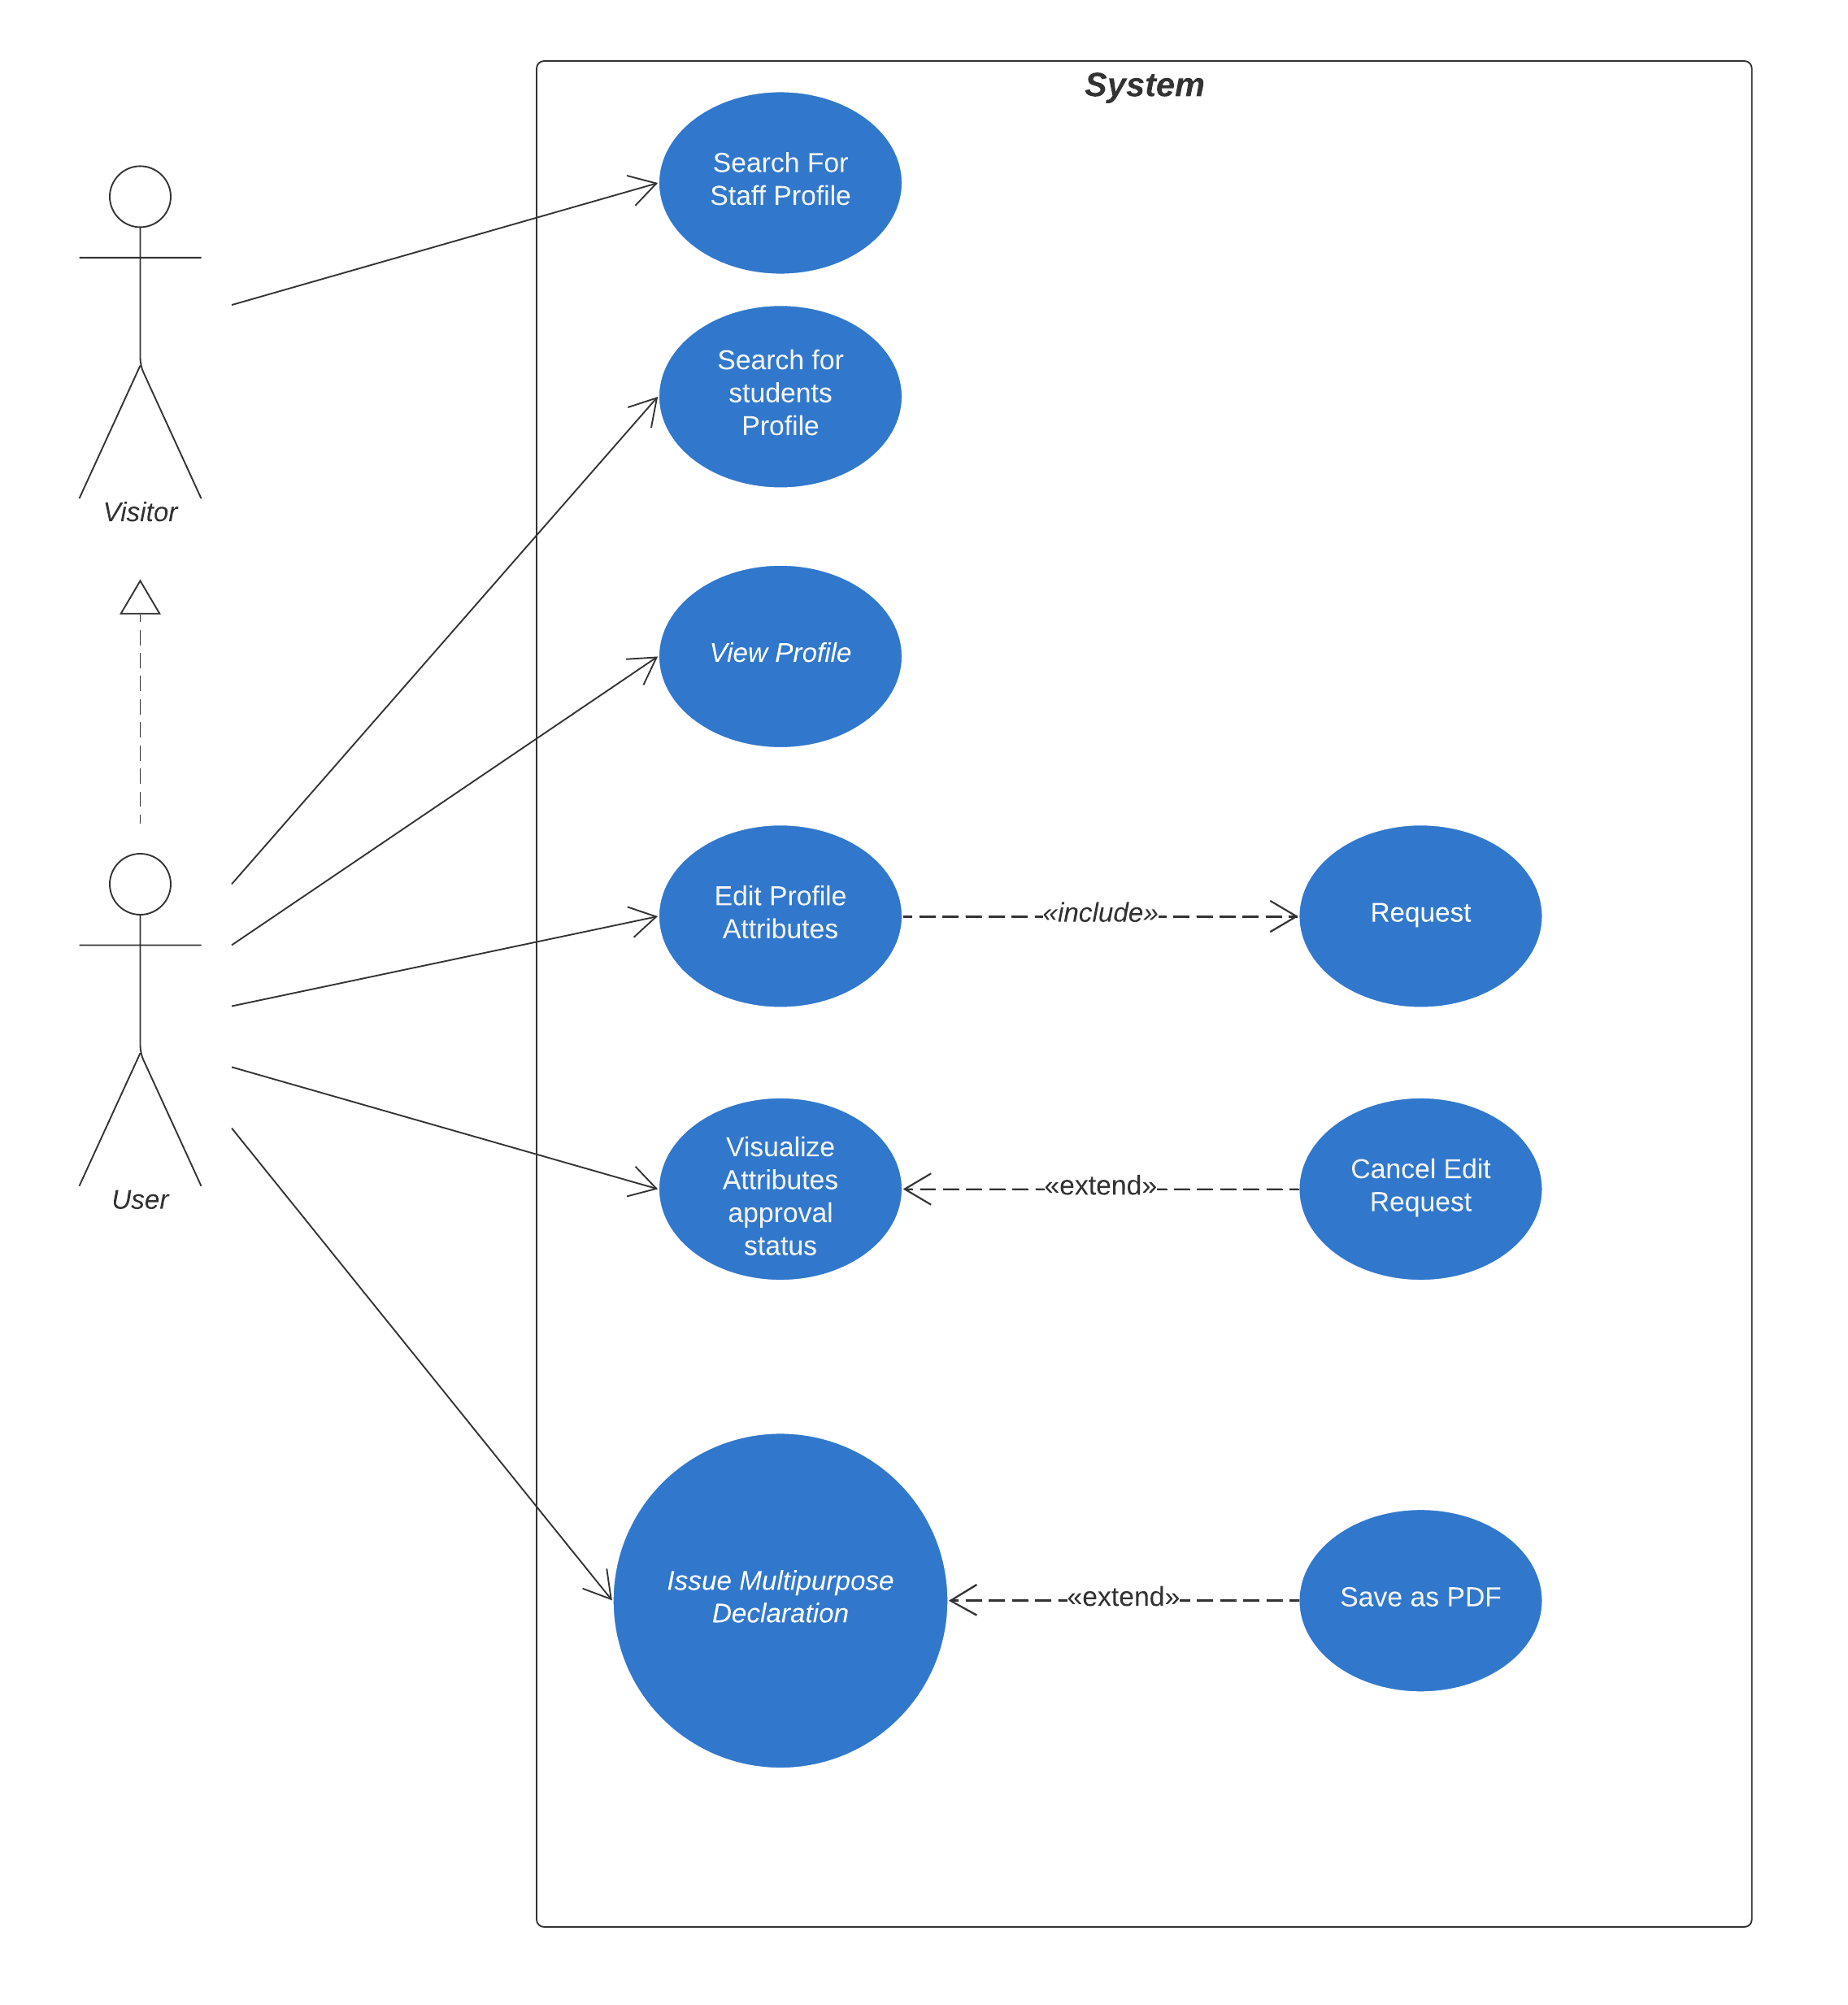 System
Search For
Staff Profile
Search for
students
Profile
Visitor
View Profile
Edit Profile
Attributes
«include»
Request
User
Visualize
Attributes
approval
status
«extend»
Cancel Edit
Request
Issue Multipurpose
Declaration
«extend»
Save as PDF